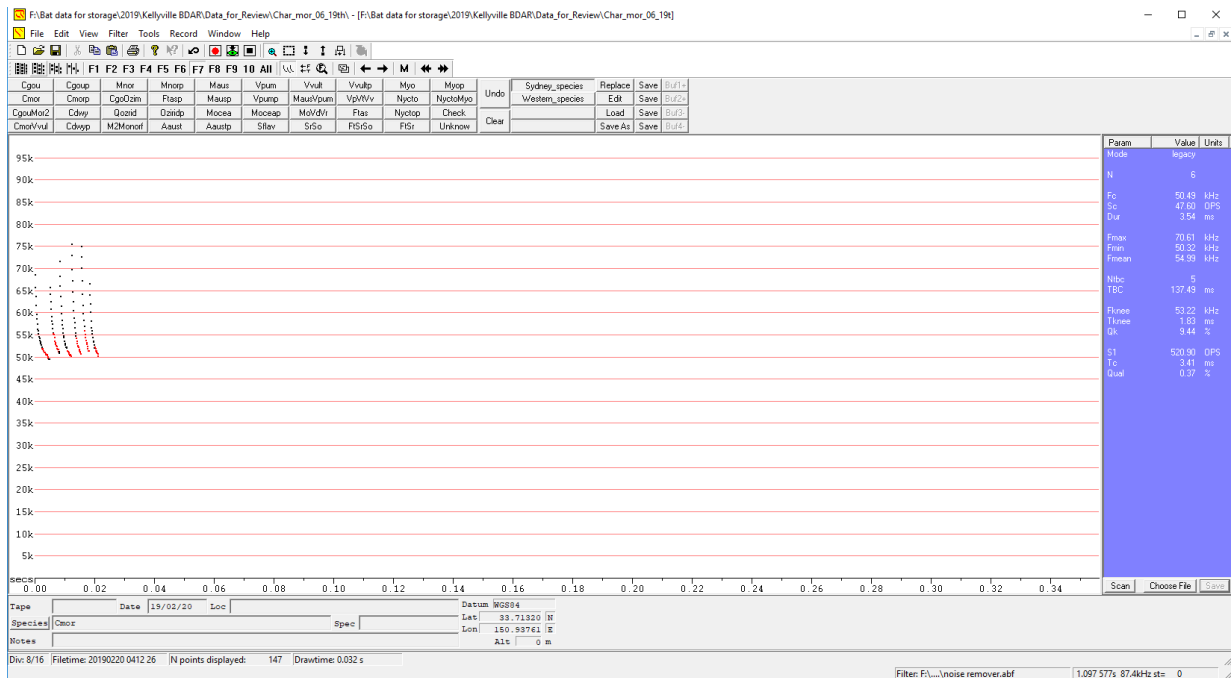 F:\Bat data for storage\2019\Kellyville BDAR\Data_for_Review\Char_mor_06_19th\ - [F:\Bat data for storage\2019\Kellyville BDAR\Data_for_Review\Char_mor_06_19t]
File Edit View Filter Tools Record Window Help
F1 F2 F3 F4 F5 F6 F7 F8 F9 10 All M
Cgou Cgoup Mnor Mnorp Maus Vpum Vvult Vvultp Myo Myop Undo Sydney_species Replace Save Buf1+
Cmor Cmorp CgoOzim Ftasp Mausp Vpump MausVpum VpVfVv Nycto NyctoMyo Western_species Edit Save Buf2+
CgouMor2 Cdwy Qozrid Oziridp Mocea Moceap MoVdVr Ftas Nyctop Check Clear Load Save Buf3-
CmorVvul Cdwyp M2Monorf Aaust Aaustp Sflav SrSo FtSrSo FtSr Unknow Save As Save Buf4-
Param Value Units
Mode legacy
N 6
Fc 50.49 kHz
Sc 47.60 OPS
Dur 3.54 ms
Fmax 70.61 kHz
Fmin 50.32 kHz
Fmean 54.99 kHz
Ntbc 5
TBC 137.49 ms
Fknee 53.22 kHz
Tknee 1.83 ms
Qk 9.44 %
S1 520.90 OPS
Tc 3.41 ms
Qual 0.37 %
95k
90k
85k
80k
75k
70k
65k
60k
55k
50k
45k
40k
35k
30k
25k
20k
15k
10k
5k
secs
0.00 0.02 0.04 0.06 0.08 0.10 0.12 0.14 0.16 0.18 0.20 0.22 0.24 0.26 0.28 0.30 0.32 0.34
Scan Choose File Save
Tape Date 19/02/20 Loc Datum WGS84
Species Cmor Spec Lat 33.71320 N
Lon 150.93761 E
Notes Alt 0 m
Div: 8/16 Filetime: 20190220 0412 26 N points displayed: 147 Drawtime: 0.032 s
Filter: F:\....\noise remover.abf 1.097 577s 87.4kHz st= 0